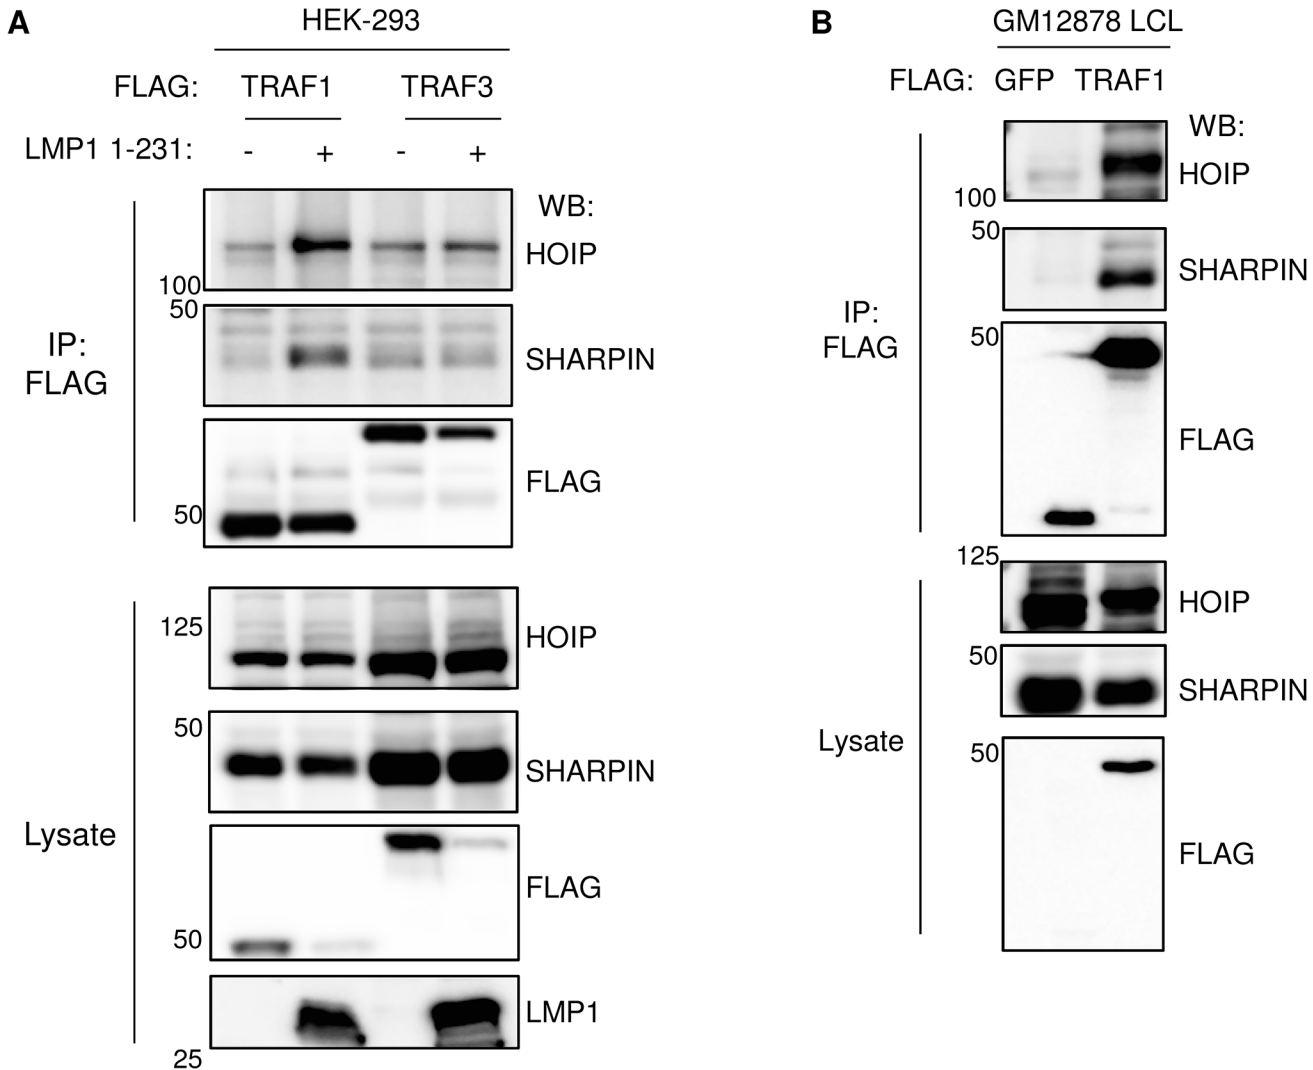 A
HEK-293
FLAG: TRAF1 TRAF3
LMP1 1-231: - + - +
WB:
HOIP
100
50
SHARPIN
IP:
FLAG
FLAG
50
125
HOIP
50
SHARPIN
Lysate
FLAG
50
LMP1
25
B
GM12878 LCL
FLAG: GFP TRAF1
WB:
HOIP
100
50
SHARPIN
IP:
FLAG
50
FLAG
125
HOIP
50
SHARPIN
Lysate
50
FLAG